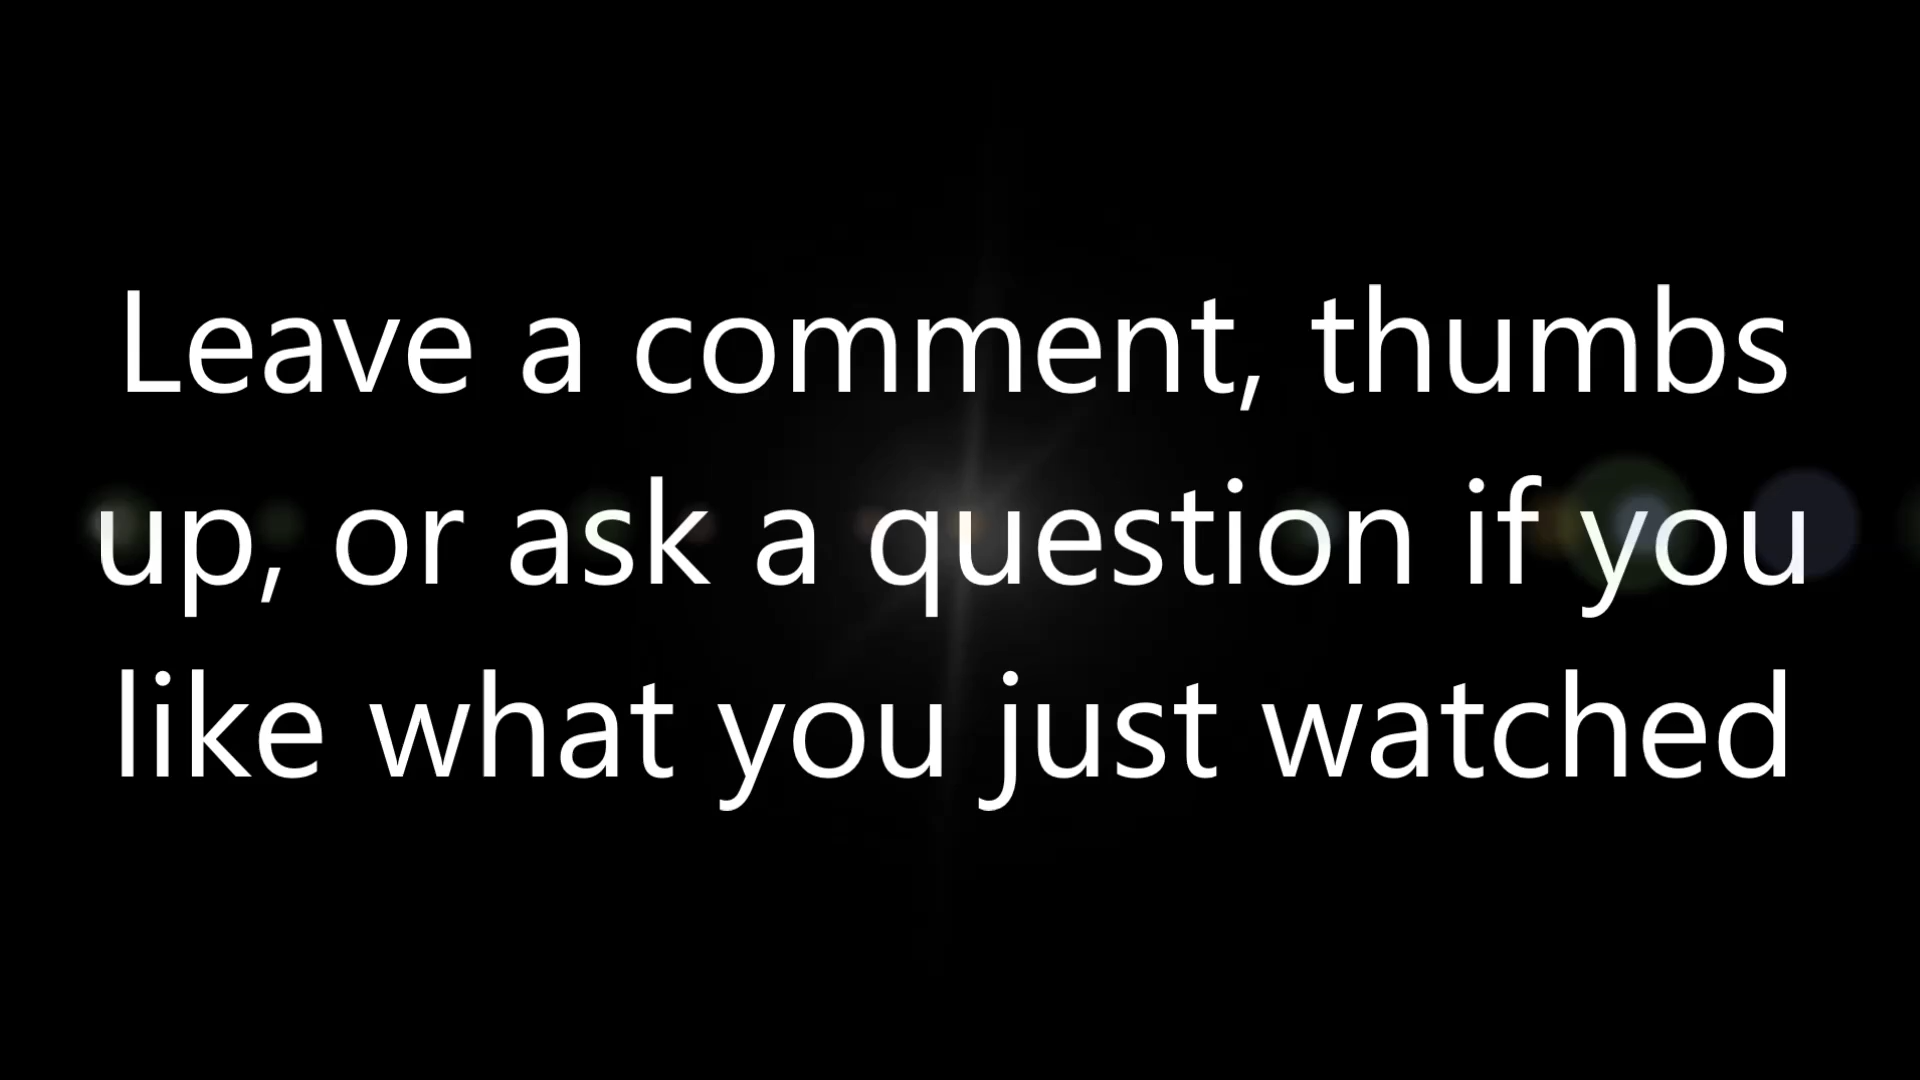 Leave a comment, thumbs
up, or ask a question if you
like what you just watched